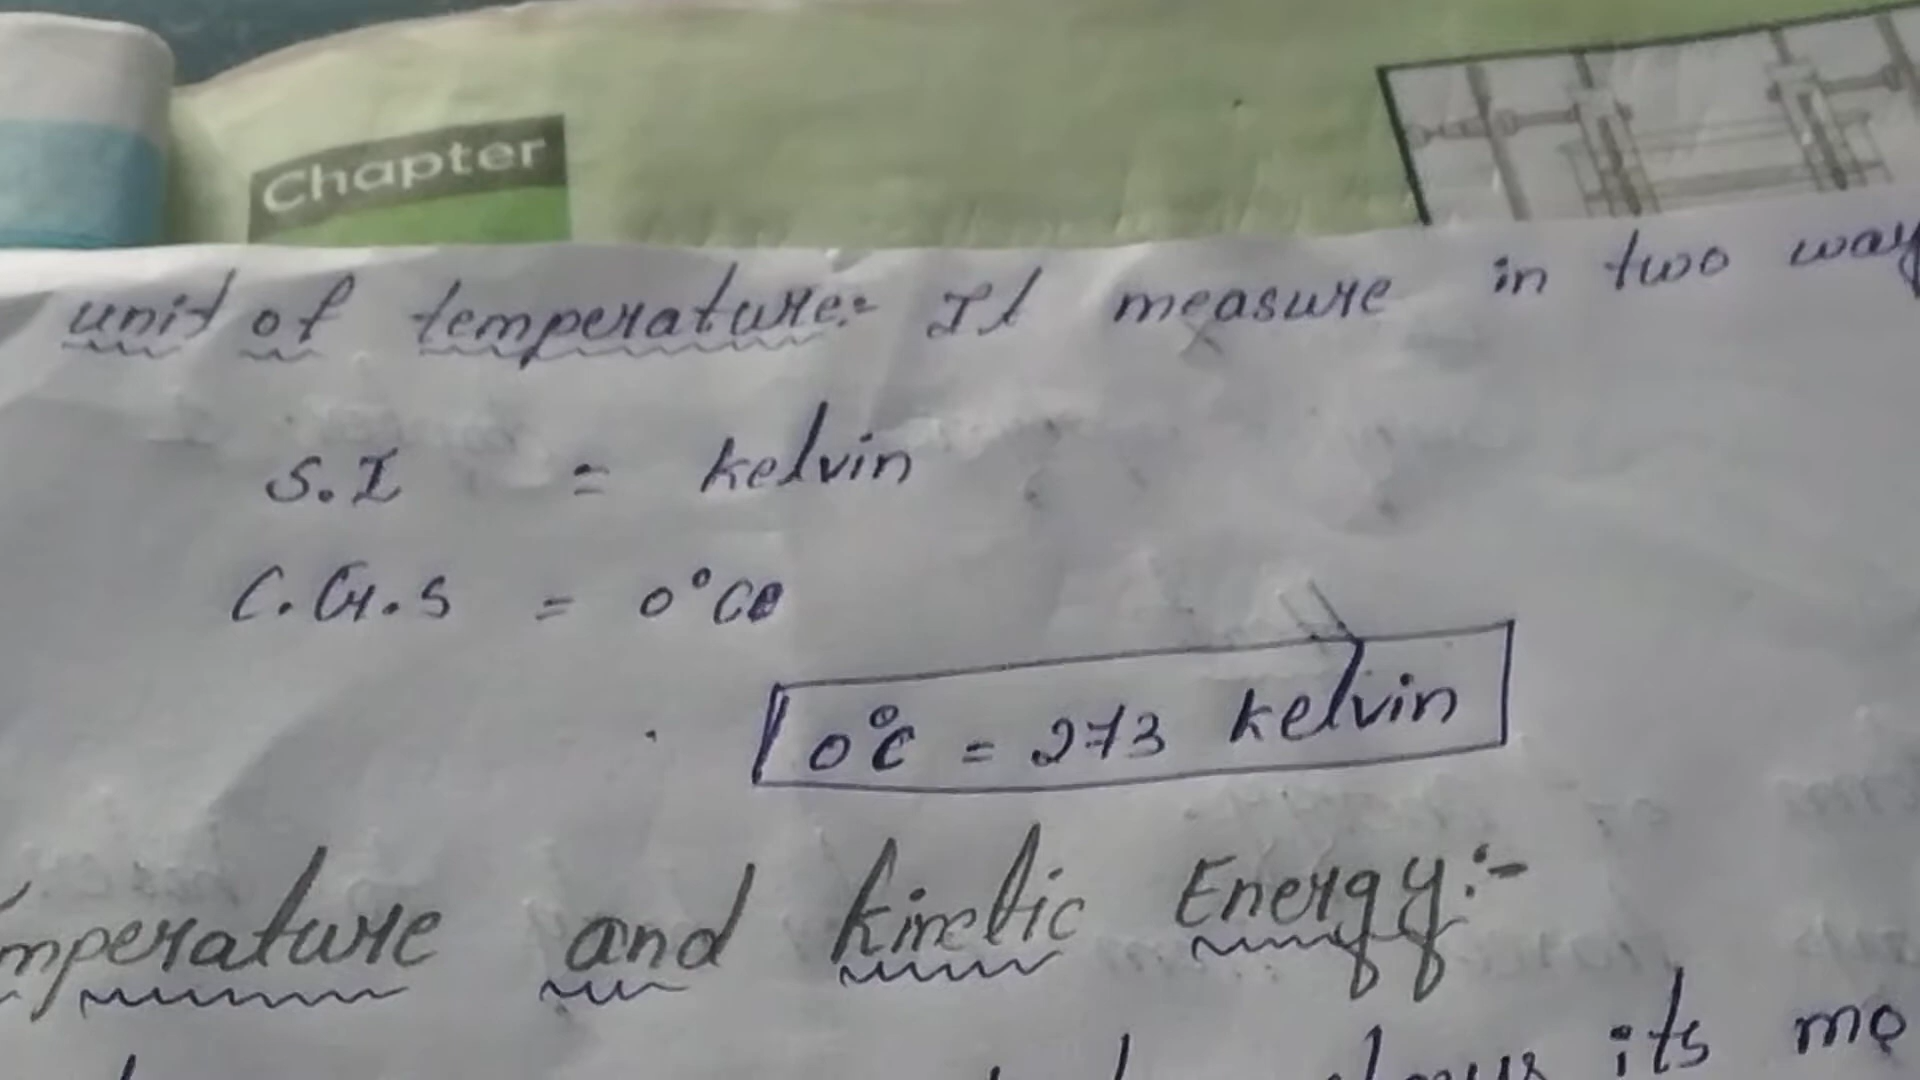 Chapter
unit of temperature:- It measure in two way
S.I = kelvin
C.G.S = 0°C
0°C = 273 kelvin
mperature and kinetic Energy:-
its mo